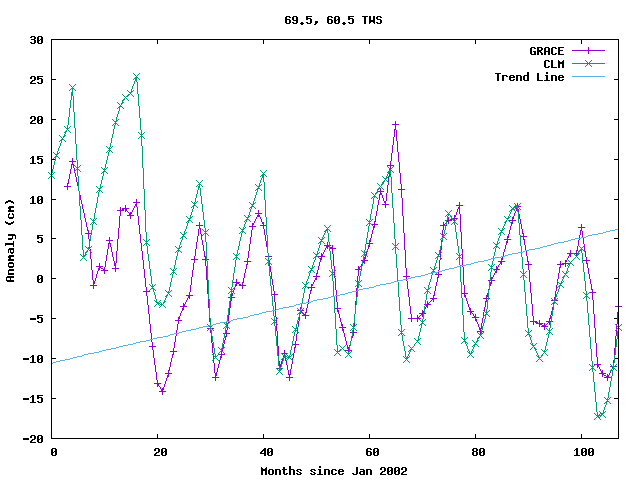 69.5, 60.5 TWS
30
25
20
15
10
5
0
-5
-10
-15
-20
Anomaly (cm)
GRACE
CLM
Trend Line
0 20 40 60 80 100
Months since Jan 2002